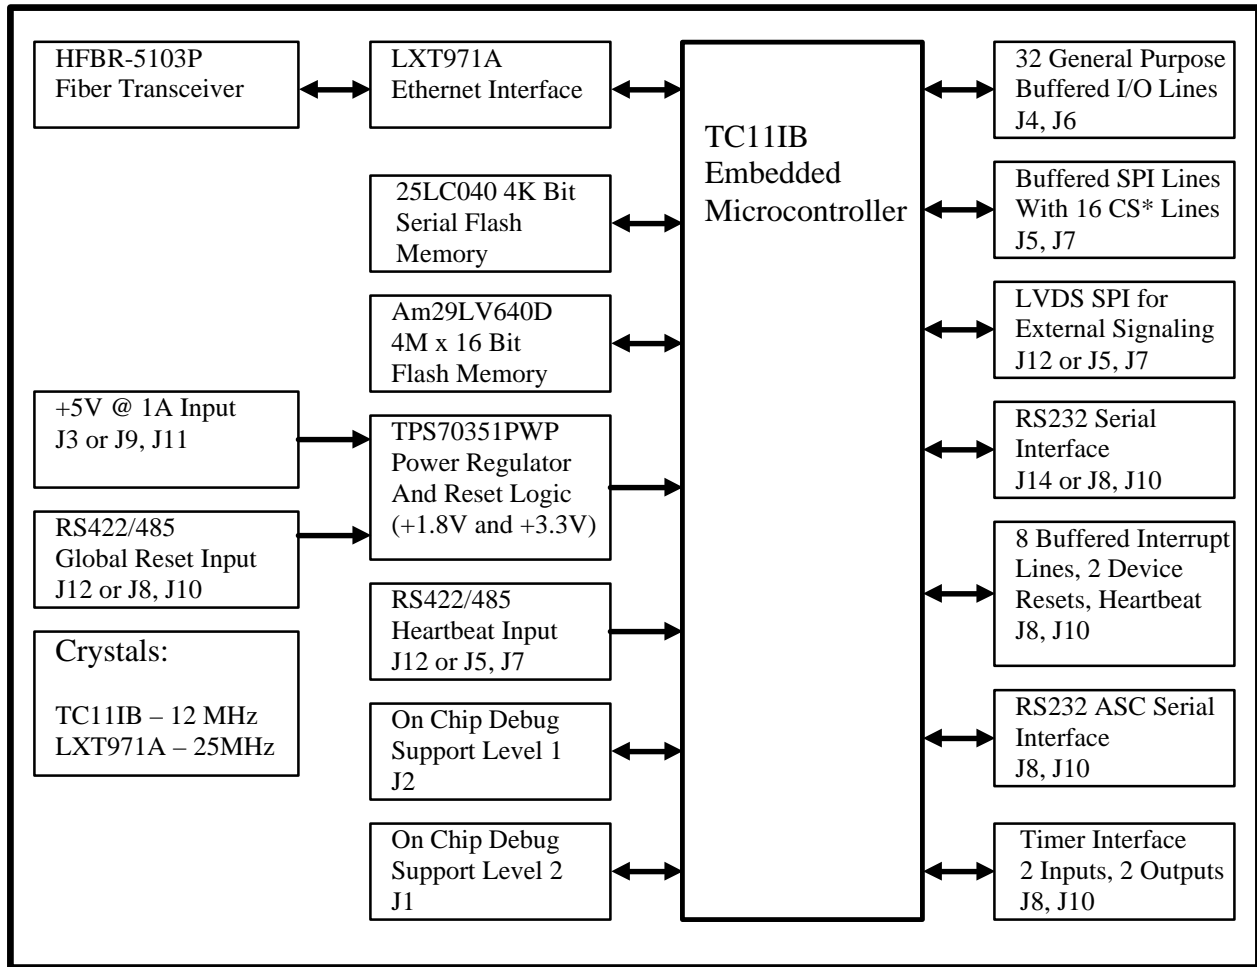 HFBR-5103P
Fiber Transceiver
LXT971A
Ethernet Interface
25LC040 4K Bit
Serial Flash
Memory
Am29LV640D
4M x 16 Bit
Flash Memory
+5V @ 1A Input
J3 or J9, J11
TPS70351PWP
Power Regulator
And Reset Logic
(+1.8V and +3.3V)
RS422/485
Global Reset Input
J12 or J8, J10
RS422/485
Heartbeat Input
J12 or J5, J7
Crystals:
TC11IB – 12 MHz
LXT971A – 25MHz
On Chip Debug
Support Level 1
J2
On Chip Debug
Support Level 2
J1
TC11IB
Embedded
Microcontroller
32 General Purpose
Buffered I/O Lines
J4, J6
Buffered SPI Lines
With 16 CS* Lines
J5, J7
LVDS SPI for
External Signaling
J12 or J5, J7
RS232 Serial
Interface
J14 or J8, J10
8 Buffered Interrupt
Lines, 2 Device
Resets, Heartbeat
J8, J10
RS232 ASC Serial
Interface
J8, J10
Timer Interface
2 Inputs, 2 Outputs
J8, J10